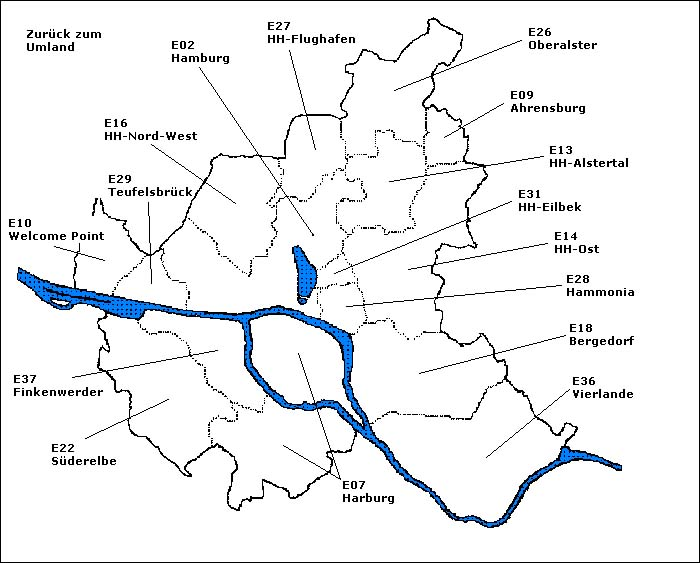 Zurück zum
Umland
E27
HH-Flughafen
E02
Hamburg
E26
Oberalster
E09
Ahrensburg
E16
HH-Nord-West
E13
HH-Alstertal
E29
Teufelsbrück
E31
HH-Eilbek
E10
Welcome Point
E14
HH-Ost
E28
Hammonia
E18
Bergedorf
E37
Finkenwerder
E36
Vierlande
E22
Süderelbe
E07
Harburg